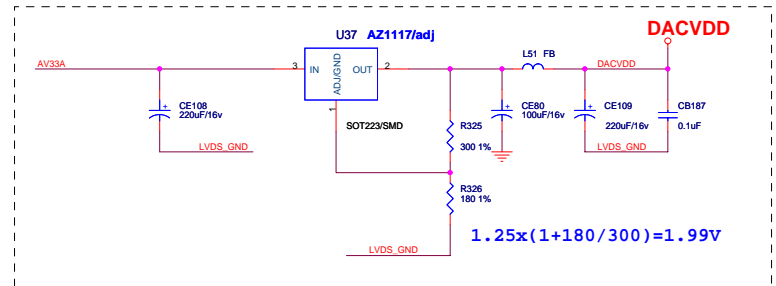 DACVDD
U37 AZ1117/adj
L51 FB
AV33A
3 IN OUT 2
DACVDD
ADJ/GND
1
CE108
220uF/16v
SOT223/SMD
R325
300 1%
CE80
100uF/16v
CE109
220uF/16v
CB187
0.1uF
LVDS_GND
LVDS_GND
R326
180 1%
1.25x(1+180/300)=1.99V
LVDS_GND
+
+
+